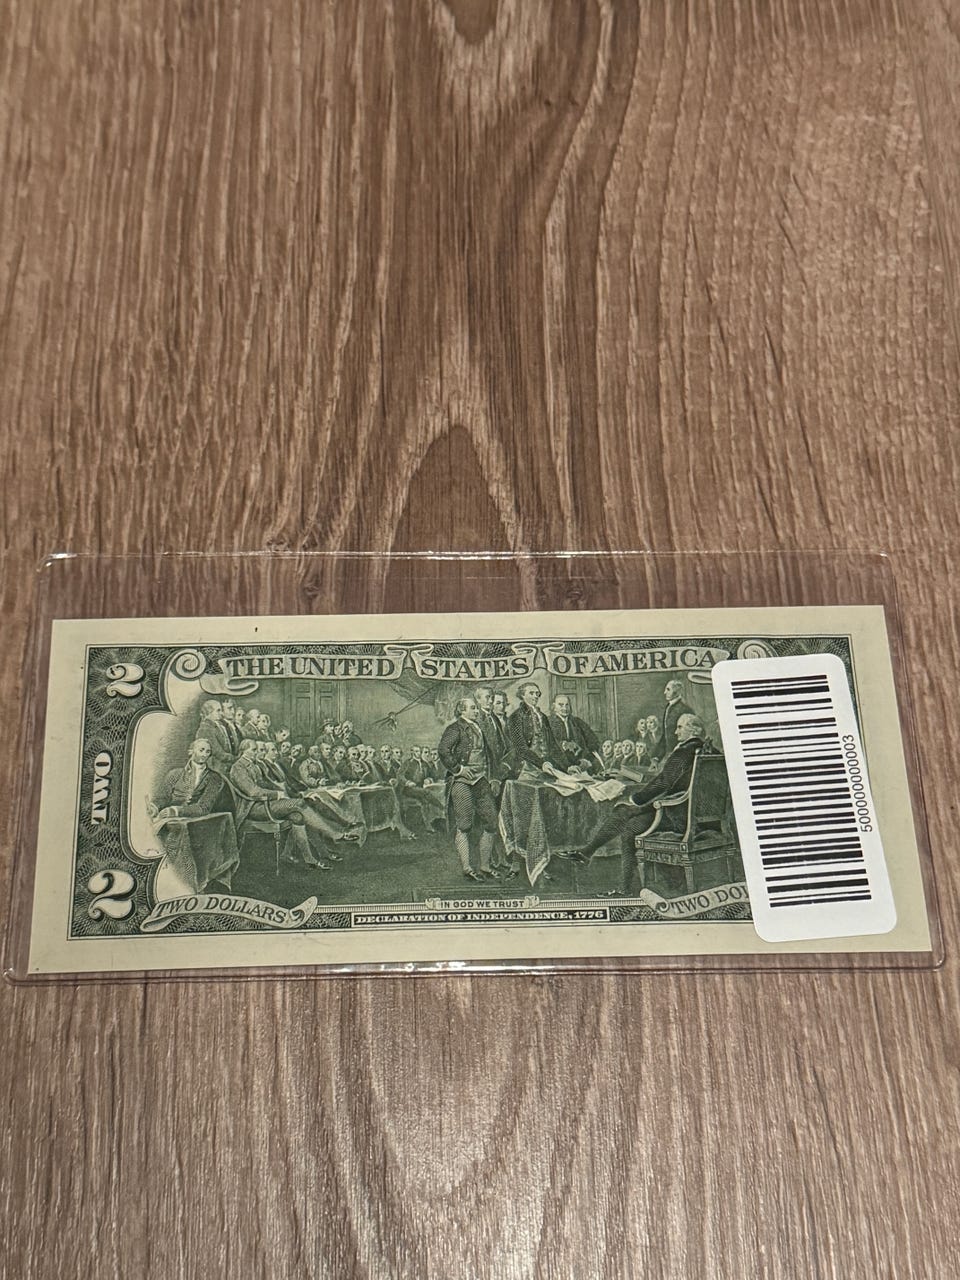 2
THE UNITED STATES OF AMERICA
TWO
2
TWO DOLLARS
IN GOD WE TRUST
DECLARATION OF INDEPENDENCE, 1776
TWO DOL
500000000003